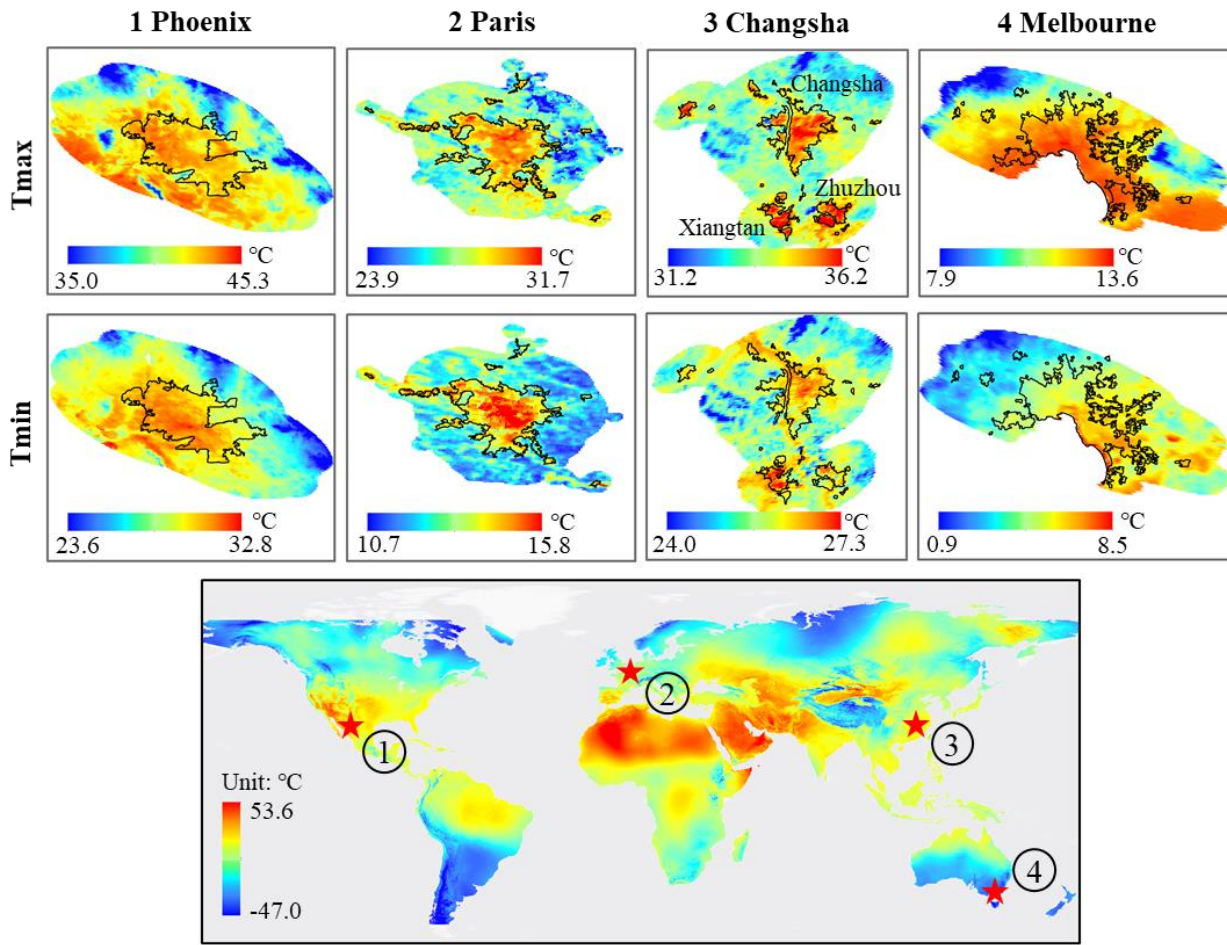 1 Phoenix
2 Paris
3 Changsha
4 Melbourne
Tmax
°C
35.0
45.3
°C
23.9
31.7
Changsha
Zhuzhou
Xiangtan
°C
31.2
36.2
°C
7.9
13.6
Tmin
°C
23.6
32.8
°C
10.7
15.8
°C
24.0
27.3
°C
0.9
8.5
1
2
3
4
Unit: °C
53.6
-47.0